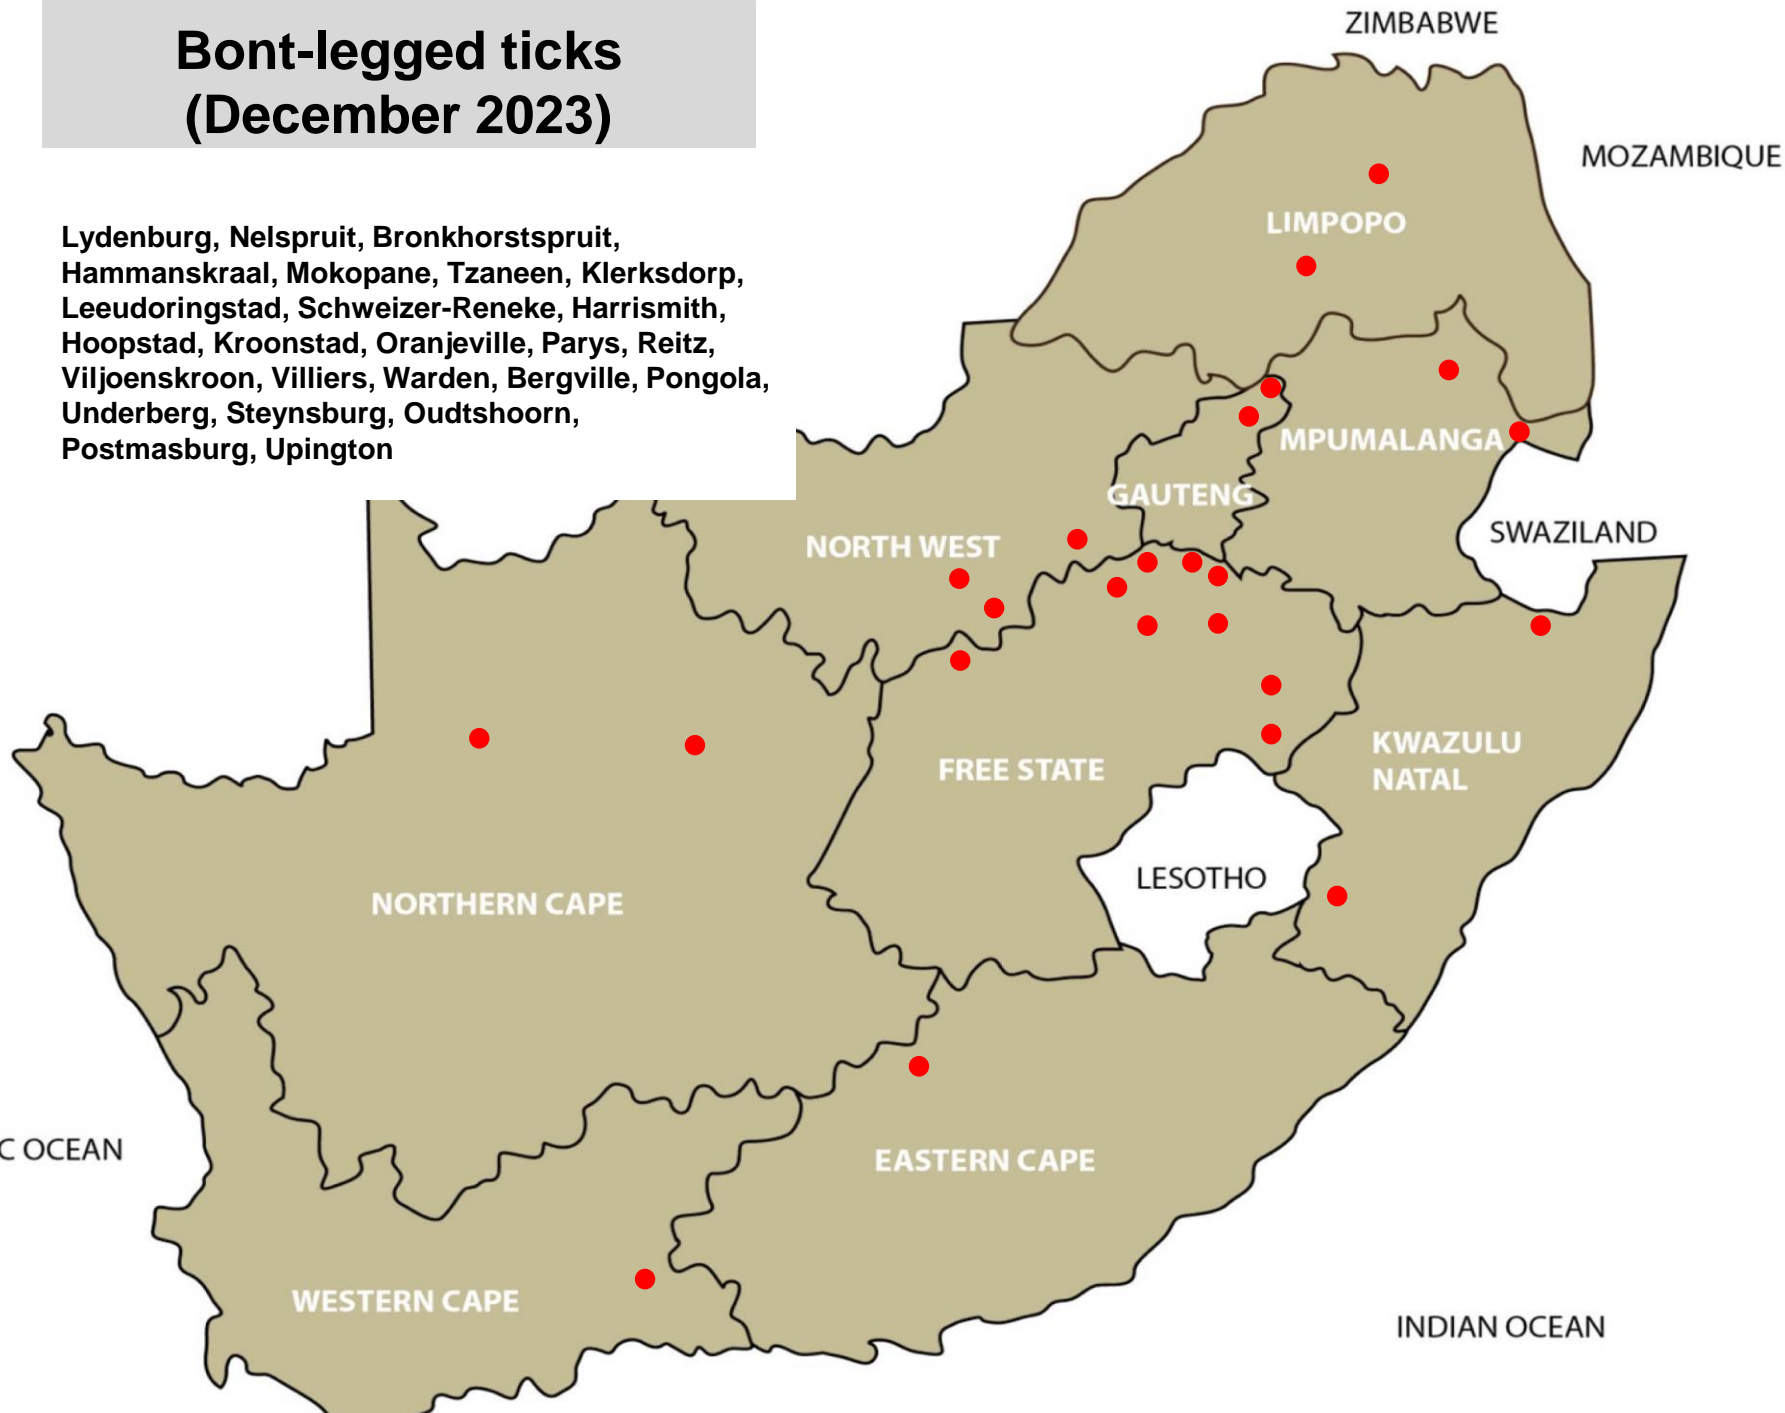 Bont-legged ticks
(December 2023)
Lydenburg, Nelspruit, Bronkhorstspruit,
Hammanskraal, Mokopane, Tzaneen, Klerksdorp,
Leeudoringstad, Schweizer-Reneke, Harrismith,
Hoopstad, Kroonstad, Oranjeville, Parys, Reitz,
Viljoenskroon, Villiers, Warden, Bergville, Pongola,
Underberg, Steynsburg, Oudtshoorn,
Postmasburg, Upington
ZIMBABWE
MOZAMBIQUE
LIMPOPO
MPUMALANGA
GAUTENG
SWAZILAND
NORTH WEST
KWAZULU
NATAL
FREE STATE
LESOTHO
NORTHERN CAPE
C OCEAN
EASTERN CAPE
WESTERN CAPE
INDIAN OCEAN